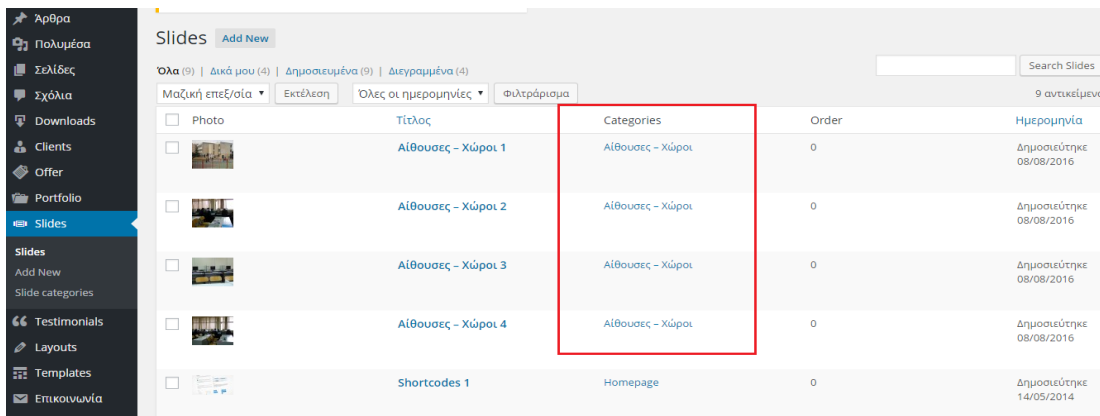 Άρθρα
Πολυμέσα
Σελίδες
Σχόλια
Downloads
Clients
Offer
Portfolio
Slides
Slides
Add New
Slide categories
Testimonials
Layouts
Templates
Επικοινωνία
Slides Add New
Όλα (9) | Δικά μου (4) | Δημοσιευμένα (9) | Διεγραμμένα (4)
Search Slides
Μαζική επεξ/σία Εκτέλεση Όλες οι ημερομηνίες Φιλτράρισμα 9 αντικείμενα
Photo Τίτλος Categories Order Ημερομηνία
Αίθουσες – Χώροι 1 Αίθουσες – Χώροι 0 Δημοσιεύτηκε
08/08/2016
Αίθουσες – Χώροι 2 Αίθουσες – Χώροι 0 Δημοσιεύτηκε
08/08/2016
Αίθουσες – Χώροι 3 Αίθουσες – Χώροι 0 Δημοσιεύτηκε
08/08/2016
Αίθουσες – Χώροι 4 Αίθουσες – Χώροι 0 Δημοσιεύτηκε
08/08/2016
Shortcodes 1 Homepage 0 Δημοσιεύτηκε
14/05/2014